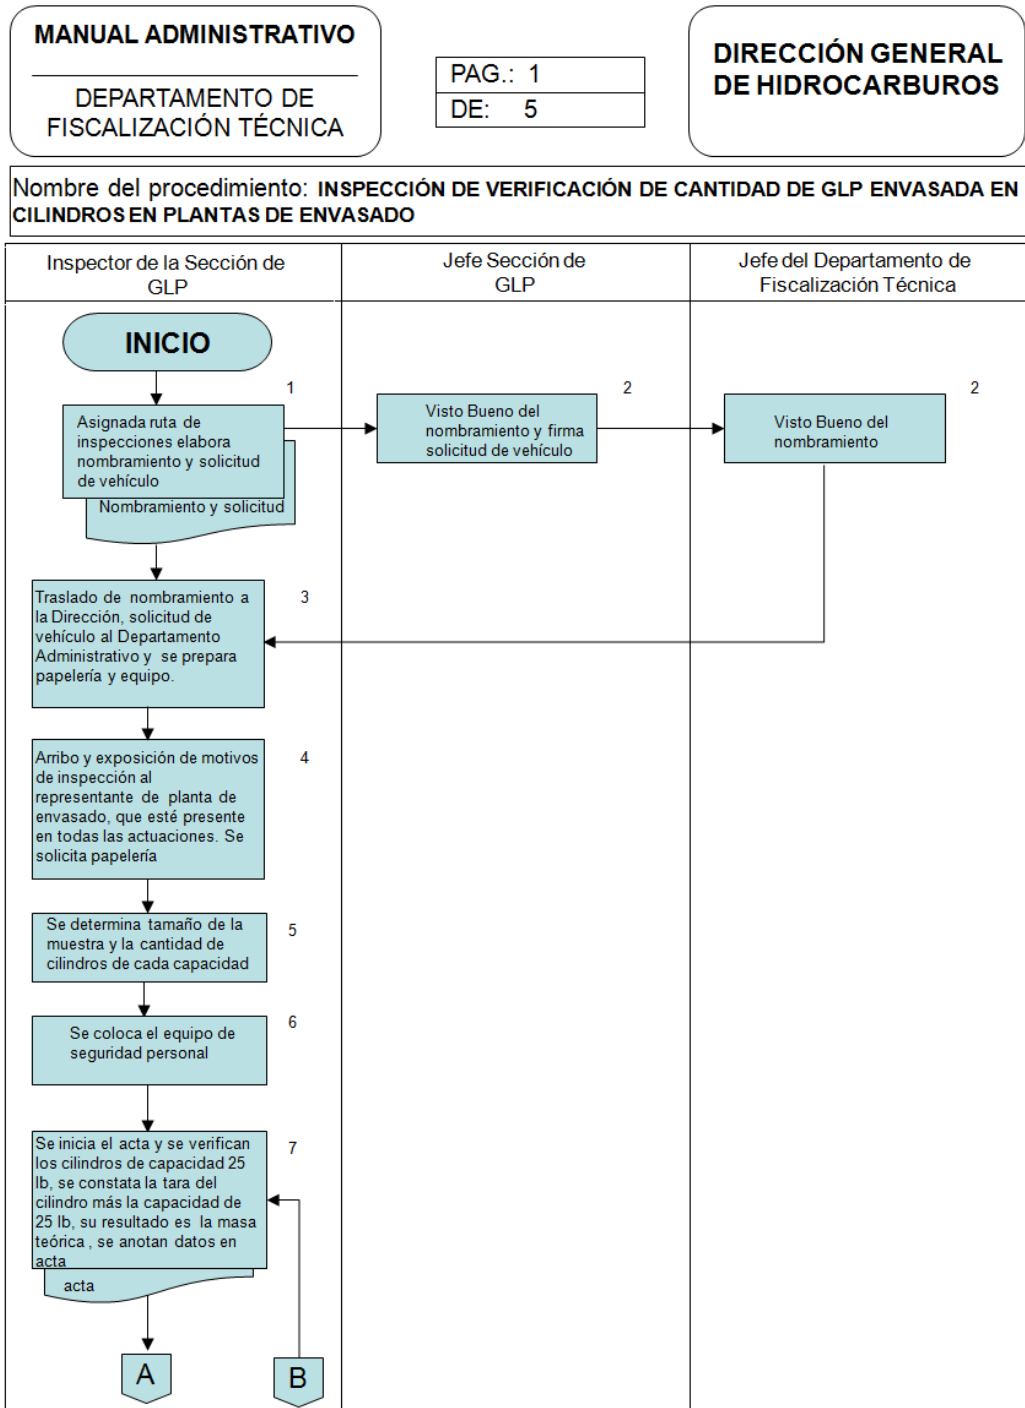 MANUAL ADMINISTRATIVO
DEPARTAMENTO DE
FISCALIZACIÓN TÉCNICA
PAG.: 1
DE: 5
DIRECCIÓN GENERAL
DE HIDROCARBUROS
Nombre del procedimiento: INSPECCIÓN DE VERIFICACIÓN DE CANTIDAD DE GLP ENVASADA EN
CILINDROS EN PLANTAS DE ENVASADO
Inspector de la Sección de
GLP
Jefe Sección de
GLP
Jefe del Departamento de
Fiscalización Técnica
INICIO
1
Asignada ruta de
inspecciones elabora
nombramiento y solicitud
de vehículo
Nombramiento y solicitud
2
Visto Bueno del
nombramiento y firma
solicitud de vehículo
2
Visto Bueno del
nombramiento
Traslado de nombramiento a
la Dirección, solicitud de
vehículo al Departamento
Administrativo y se prepara
papelería y equipo.
3
Arribo y exposición de motivos
de inspección al
representante de planta de
envasado, que esté presente
en todas las actuaciones. Se
solicita papelería
4
Se determina tamaño de la
muestra y la cantidad de
cilindros de cada capacidad
5
Se coloca el equipo de
seguridad personal
6
Se inicia el acta y se verifican
los cilindros de capacidad 25
lb, se constata la tara del
cilindro más la capacidad de
25 lb, su resultado es la masa
teórica , se anotan datos en
acta
7
acta
A
B